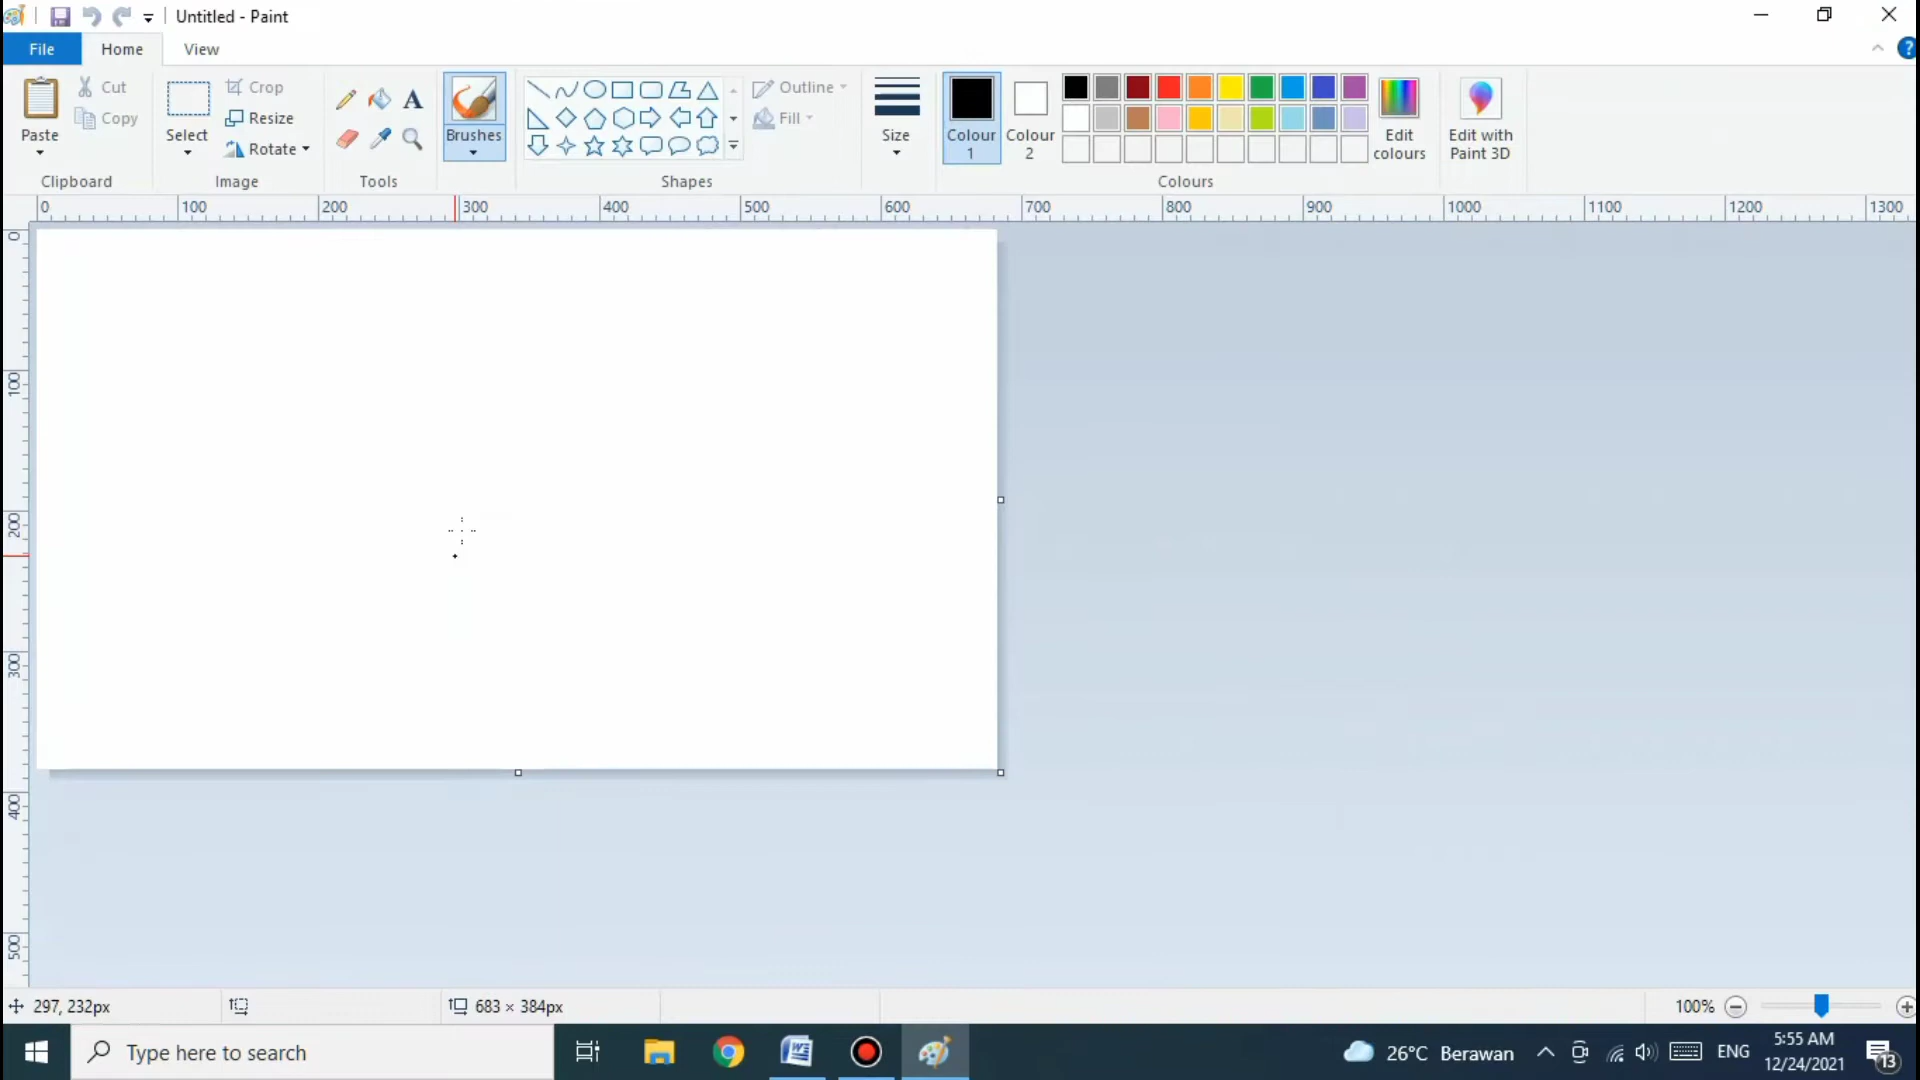 Untitled - Paint
File Home View
Paste
Cut
Copy
Clipboard
Select
Crop
Resize
Rotate
Image
A
Tools
Brushes
Shapes
Outline
Fill
Size
Colour 1
Colour 2
Edit colours
Colours
Edit with Paint 3D
?
0 100 200 300 400 500 600 700 800 900 1000 1100 1200 1300
0
100
200
300
400
500
297, 232px
683 × 384px
100%
Type here to search
W
26°C Berawan
ENG
5:55 AM
12/24/2021
13